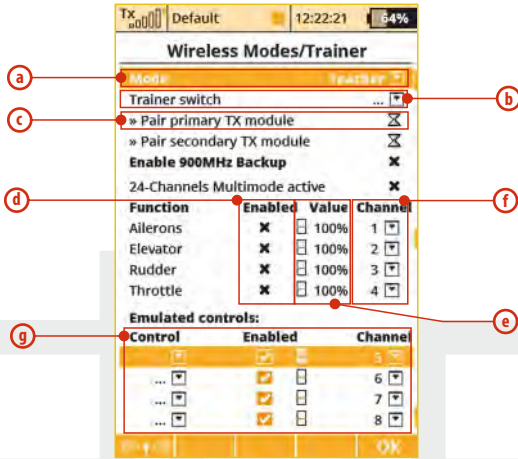 Tx Default 12:22:21 64%
Wireless Modes/Trainer
a
Mode Teacher
b
Trainer switch ...
c
» Pair primary TX module
» Pair secondary TX module
Enable 900MHz Backup
24-Channels Multimode active
d
f
Function Enabled Value Channel
Ailerons 100% 1
Elevator 100% 2
Rudder 100% 3
Throttle 100% 4
e
Emulated controls:
g
Control Enabled Channel
5
... 6
... 7
... 8
OK